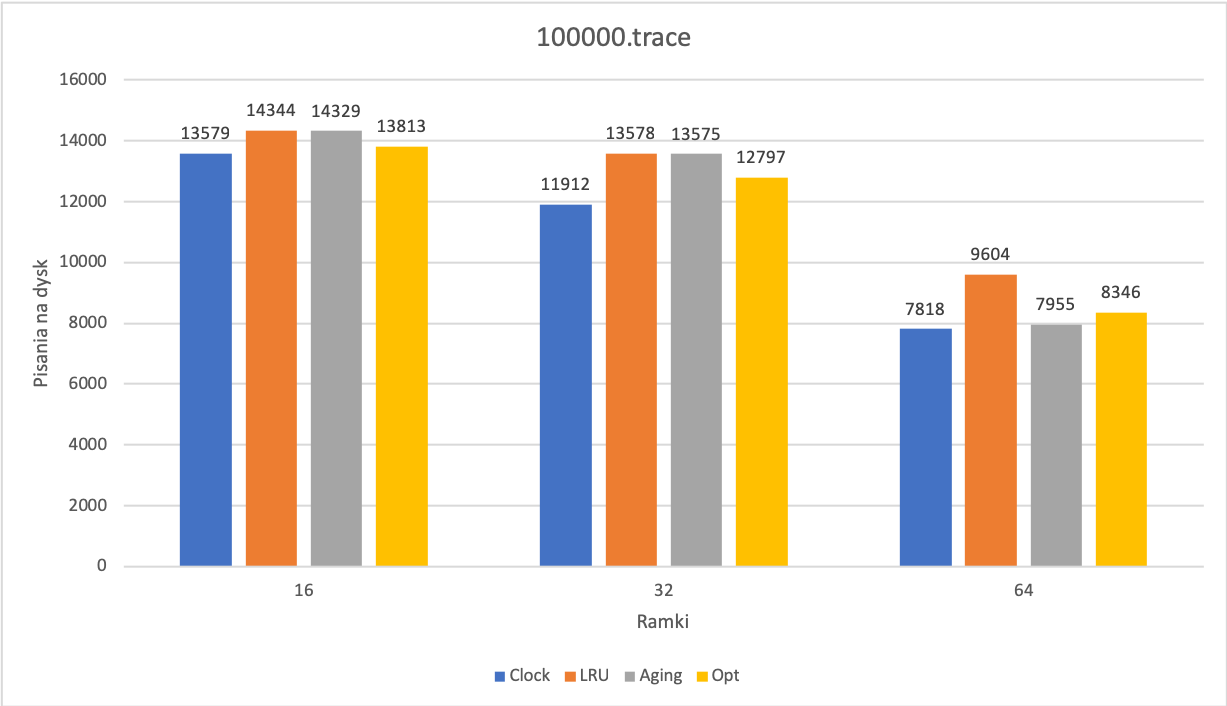 100000.trace
16000
14000
12000
10000
8000
6000
4000
2000
0
Pisania na dysk
13579 14344 14329 13813
11912 13578 13575 12797
7818 9604 7955 8346
16 32 64
Ramki
Clock LRU Aging Opt